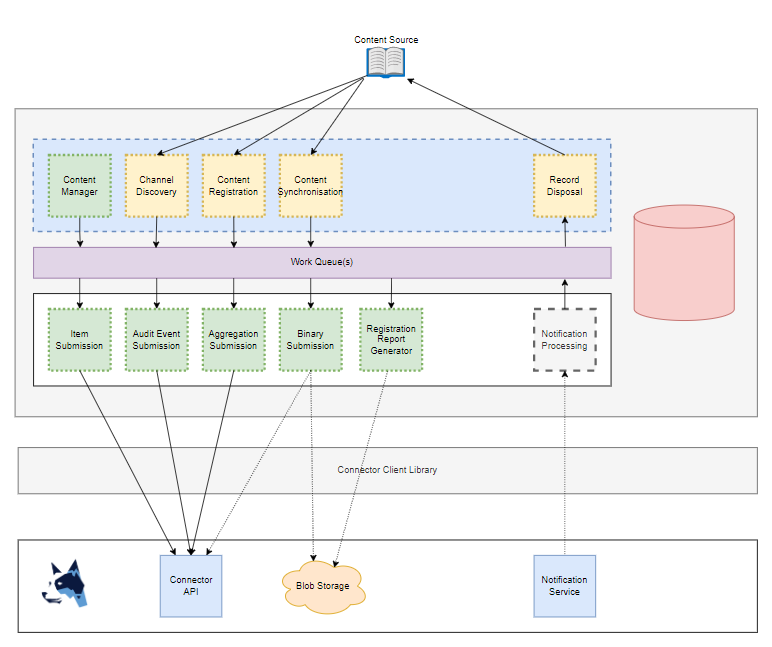 Content Source
Content
Manager
Channel
Discovery
Content
Registration
Content
Synchronisation
Record
Disposal
Work Queue(s)
Item
Submission
Audit Event
Submission
Aggregation
Submission
Binary
Submission
Registration
Report
Generator
Notification
Processing
Connector Client Library
Connector
API
Blob Storage
Notification
Service